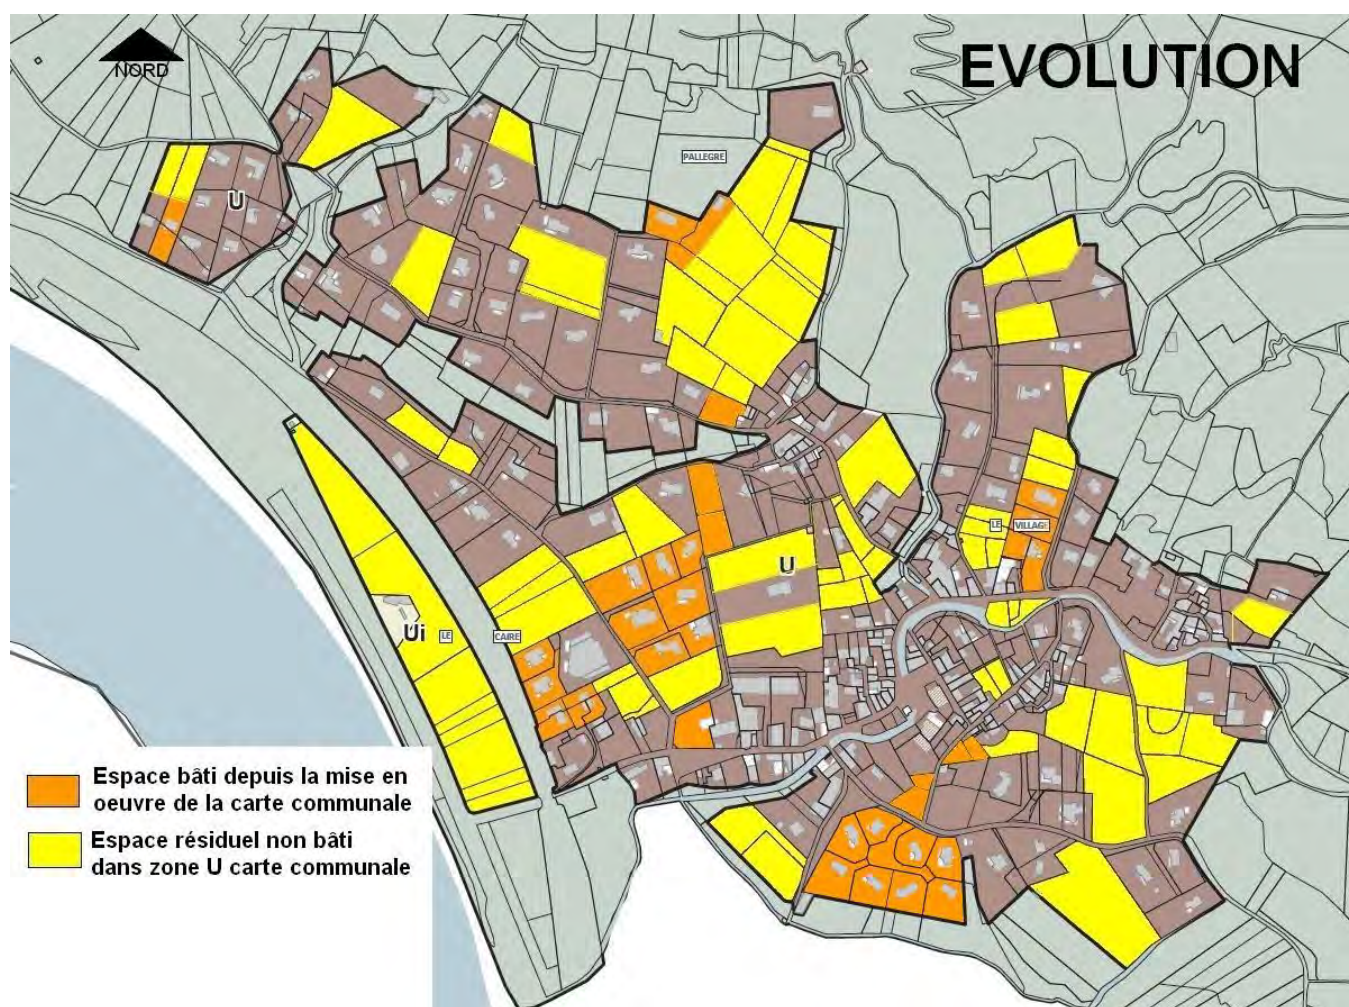 EVOLUTION
NORD
PALLEGRE
U
LE VILLAGE
U
Ui
LE CAIRE
Espace bâti depuis la mise en
oeuvre de la carte communale
Espace résiduel non bâti
dans zone U carte communale